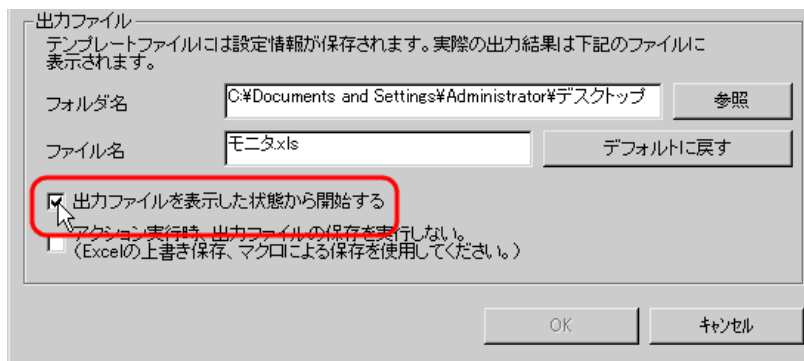 出力ファイル
テンプレートファイルには設定情報が保存されます。実際の出力結果は下記のファイルに
表示されます。
フォルダ名
C:¥Documents and Settings¥Administrator¥デスクトップ
参照
ファイル名
モニタ.xls
デフォルトに戻す
出力ファイルを表示した状態から開始する
アクション実行時、出力ファイルの保存を実行しない。
(Excelの上書き保存、マクロによる保存を使用してください。)
OK
キャンセル